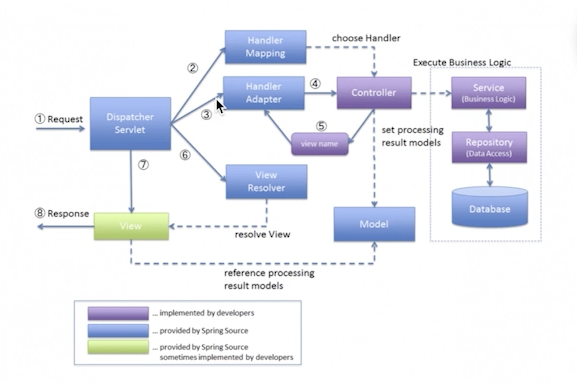 Handler
Mapping
choose Handler
②
Execute Business Logic
Handler
Adapter
④
Controller
Service
(Business Logic)
① Request
Dispatcher
Servlet
③
⑤
view name
set processing
result models
Repository
(Data Access)
⑦
⑥
View
Resolver
Database
⑧ Response
View
resolve View
Model
reference processing
result models
... implemented by developers
... provided by Spring Source
... provided by Spring Source
sometimes implemented by developers